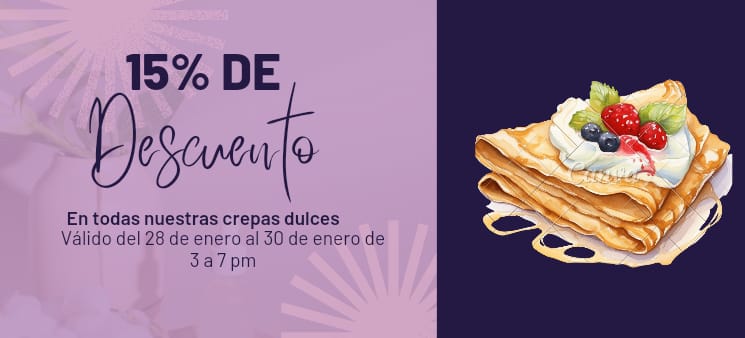 15% DE
Descuento
En todas nuestras crepas dulces
Válido del 28 de enero al 30 de enero de
3 a 7 pm
Canva